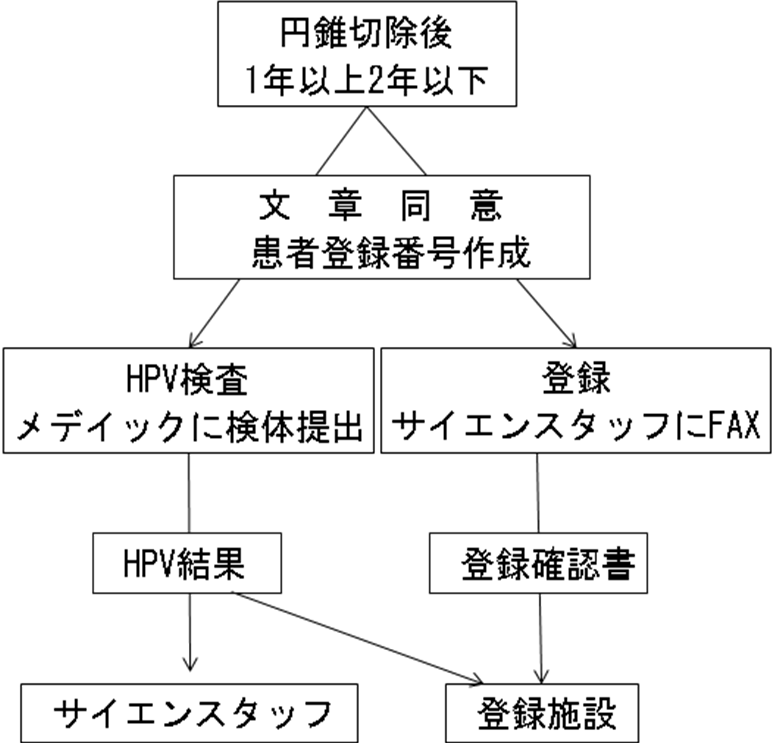 円錐切除後
1年以上2年以下
文　章　同　意
患者登録番号作成
HPV検査
メデイックに検体提出
登録
サイエンスタッフにFAX
HPV結果
登録確認書
サイエンスタッフ
登録施設